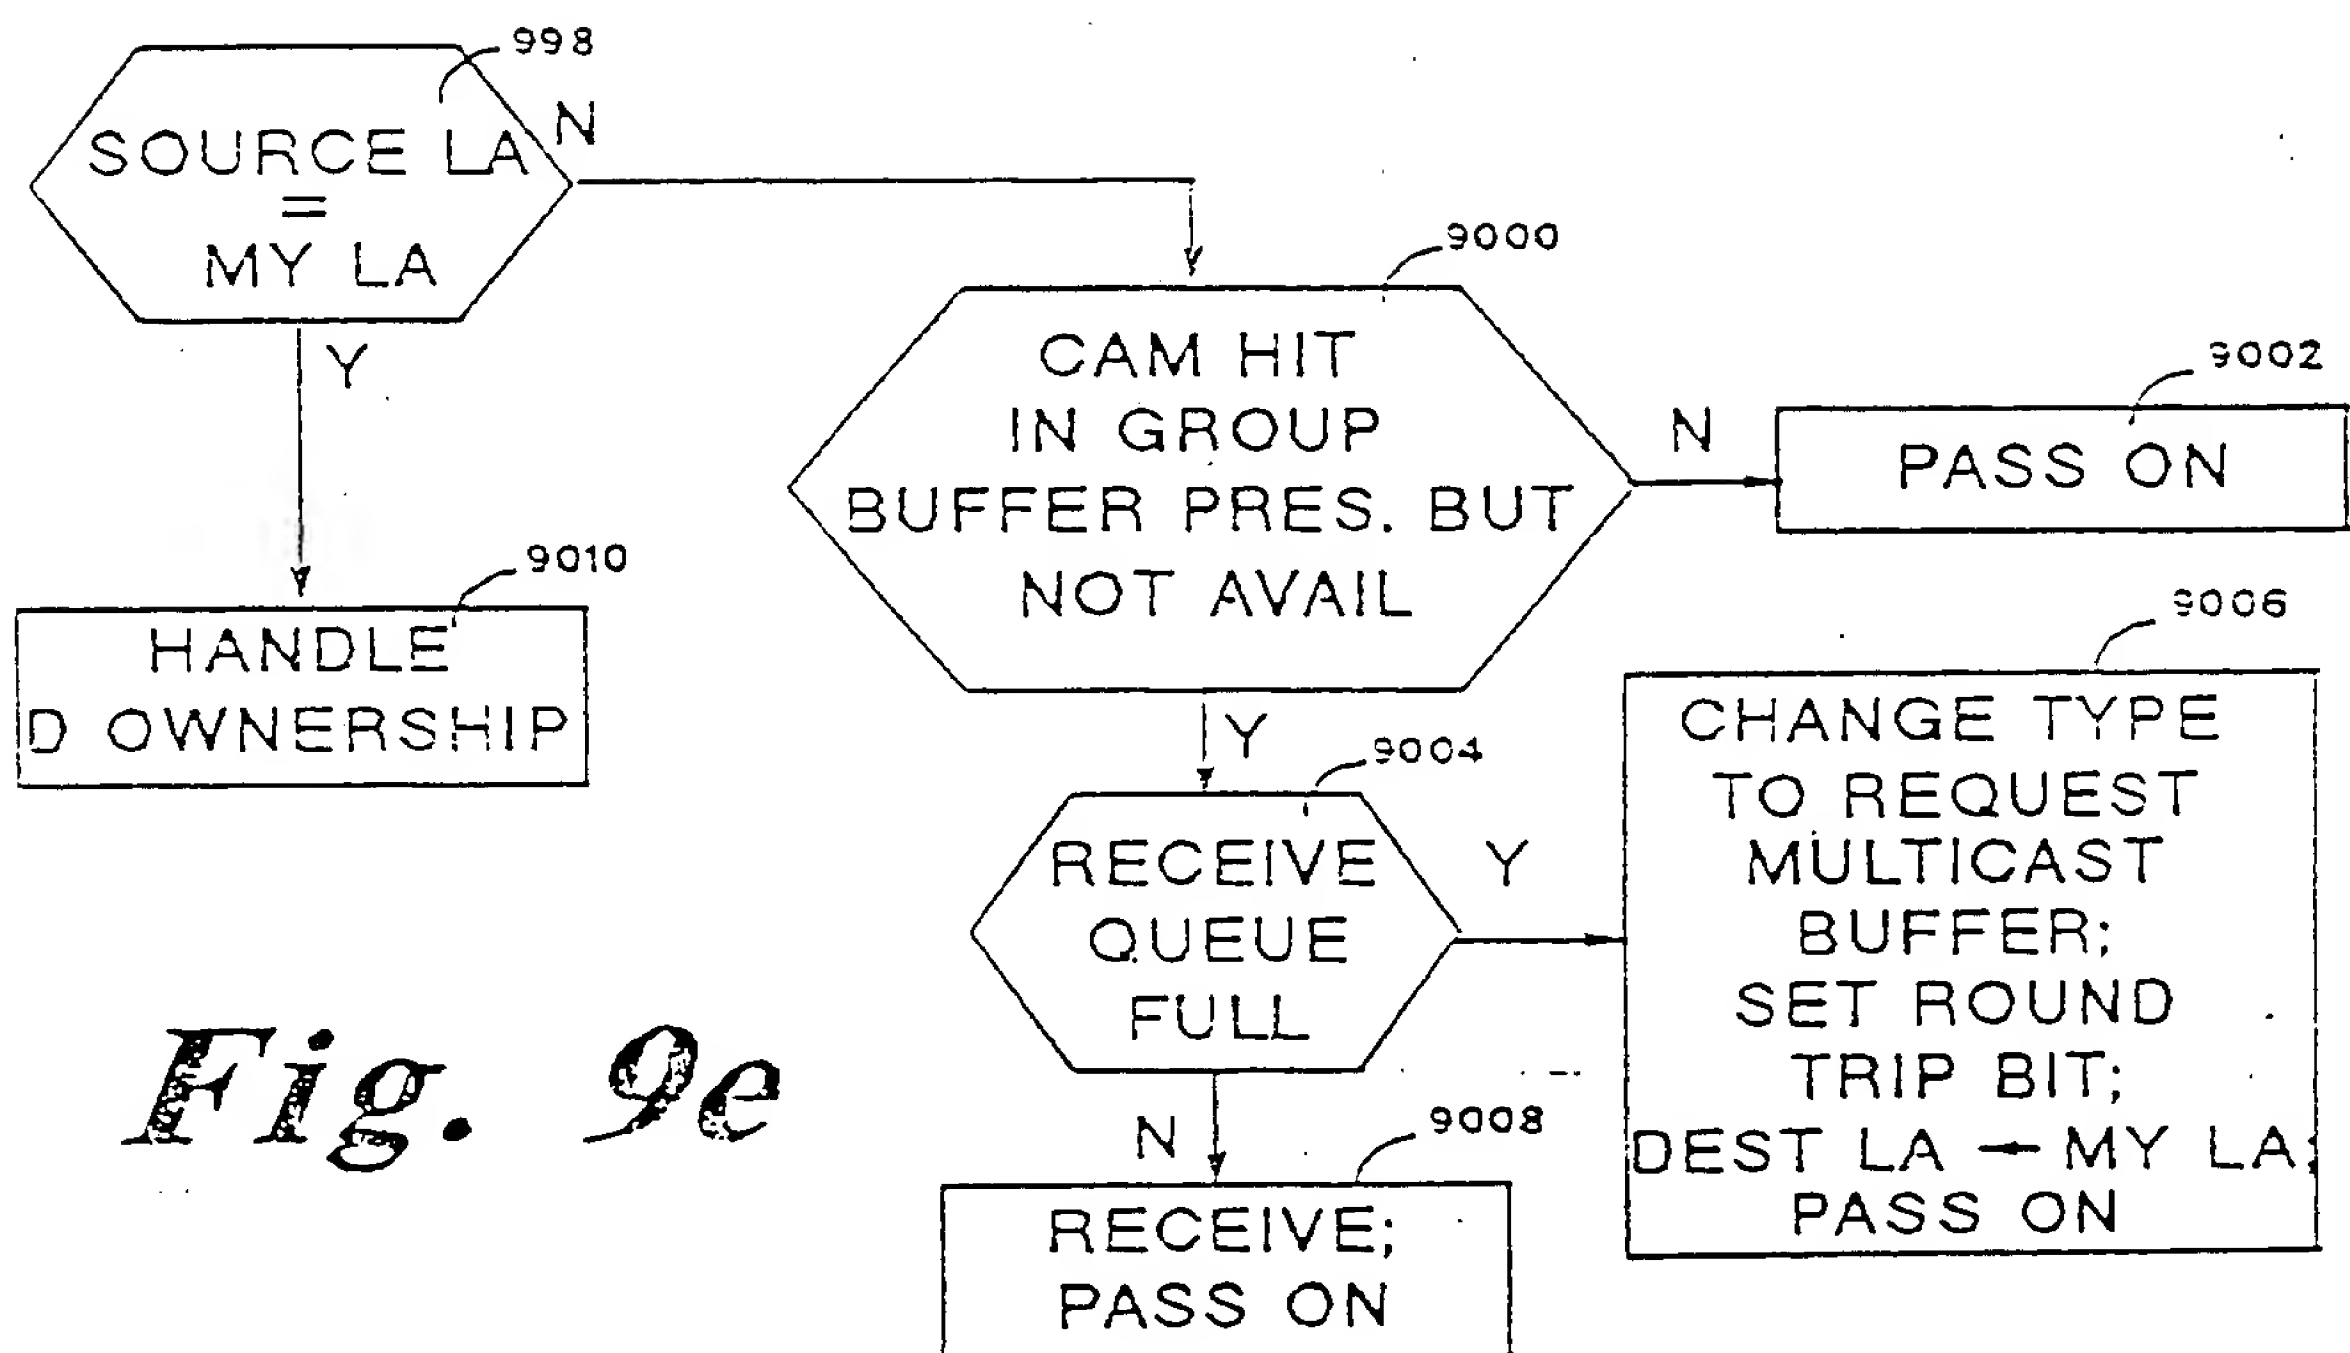 998
SOURCE LA
=
MY LA
N
Y
9000
CAM HIT
IN GROUP
BUFFER PRES. BUT
NOT AVAIL
N
9002
PASS ON
9010
HANDLE
D OWNERSHIP
Y
9004
RECEIVE
QUEUE
FULL
Y
9006
CHANGE TYPE
TO REQUEST
MULTICAST
BUFFER;
SET ROUND
TRIP BIT;
DEST LA ← MY LA;
PASS ON
N
9008
RECEIVE;
PASS ON
Fig. 9e